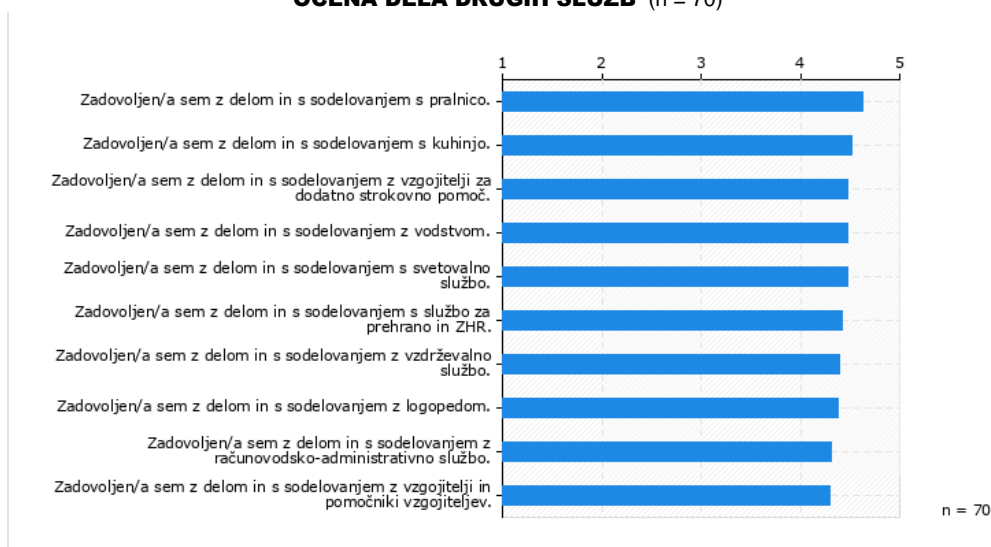 OCENA DELA DRUGIH SLUŽB (n = 70)
1 2 3 4 5
Zadovoljen/a sem z delom in s sodelovanjem s pralnico.
Zadovoljen/a sem z delom in s sodelovanjem s kuhinjo.
Zadovoljen/a sem z delom in s sodelovanjem z vzgojitelji za
dodatno strokovno pomoč.
Zadovoljen/a sem z delom in s sodelovanjem z vodstvom.
Zadovoljen/a sem z delom in s sodelovanjem s svetovalno
službo.
Zadovoljen/a sem z delom in s sodelovanjem s službo za
prehrano in ZHR.
Zadovoljen/a sem z delom in s sodelovanjem z vzdrževalno
službo.
Zadovoljen/a sem z delom in s sodelovanjem z logopedom.
Zadovoljen/a sem z delom in s sodelovanjem z
računovodsko-administrativno službo.
Zadovoljen/a sem z delom in s sodelovanjem z vzgojitelji in
pomočniki vzgojiteljev.
n = 70